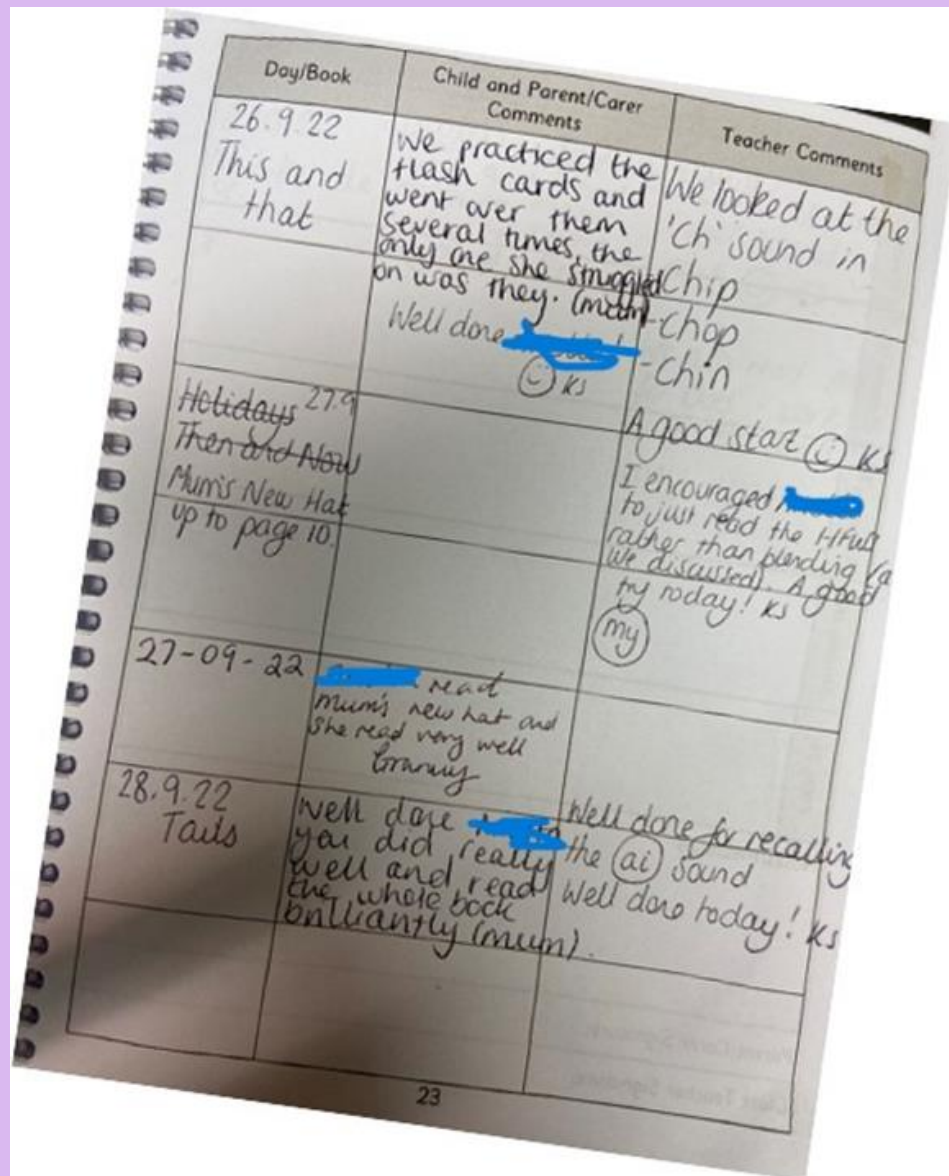 Day/Book
Child and Parent/Carer
Comments
Teacher Comments
26.9.22
This and
that
We practiced the
flash cards and
went over them
several times, the
only one she struggled
on was they. (mum)
Well done
KS
We looked at the
'Ch' sound in
-Chip
-Chop
-Chin
A good start KS
Holidays 27.9
Then and Now
Mum's New Hat
up to page 10.
I encouraged
to just read the
rather than blending (a
we discussed). A good
try today! KS
my
27-09-22
read
mum's new hat and
she read very well
Granny
28.9.22
Tails
Well done
you did really
well and read
the whole book
brilliantly (mum).
Well done for recalling
the ai sound
Well done today! KS
23